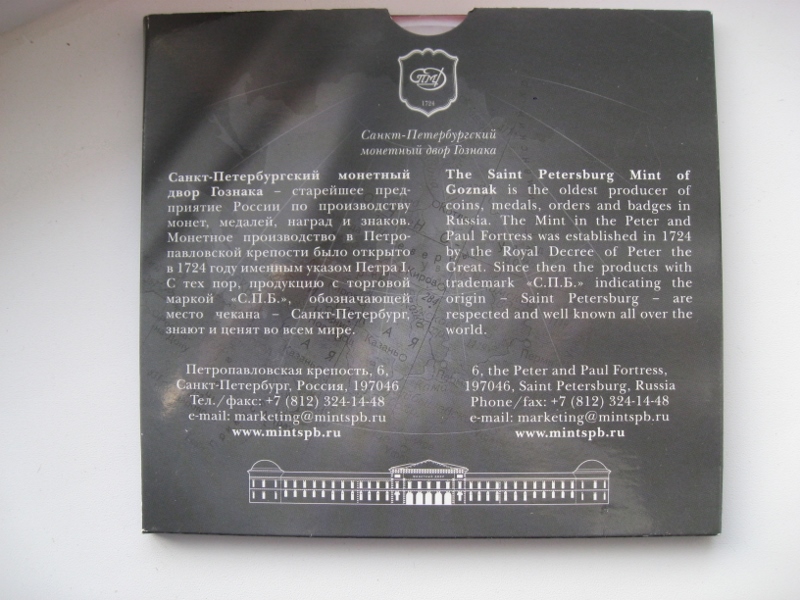 СПМД
1724
Санкт-Петербургский
монетный двор Гознака
Санкт-Петербургский монетный
двор Гознака – старейшее пред-
приятие России по производству
монет, медалей, наград и знаков.
Монетное производство в Петро-
павловской крепости было открыто
в 1724 году именным указом Петра I.
С тех пор, продукцию с торговой
маркой «С.П.Б.», обозначающей
место чекана – Санкт-Петербург,
знают и ценят во всем мире.
Петропавловская крепость, 6,
Санкт-Петербург, Россия, 197046
Тел./факс: +7 (812) 324-14-48
e-mail: marketing@mintspb.ru
www.mintspb.ru
The Saint Petersburg Mint of
Goznak is the oldest producer of
coins, medals, orders and badges in
Russia. The Mint in the Peter and
Paul Fortress was established in 1724
by the Royal Decree of Peter the
Great. Since then the products with
trademark «С.П.Б.» indicating the
origin – Saint Petersburg – are
respected and well known all over the
world.
6, the Peter and Paul Fortress,
197046, Saint Petersburg, Russia
Phone/fax: +7 (812) 324-14-48
e-mail: marketing@mintspb.ru
www.mintspb.ru